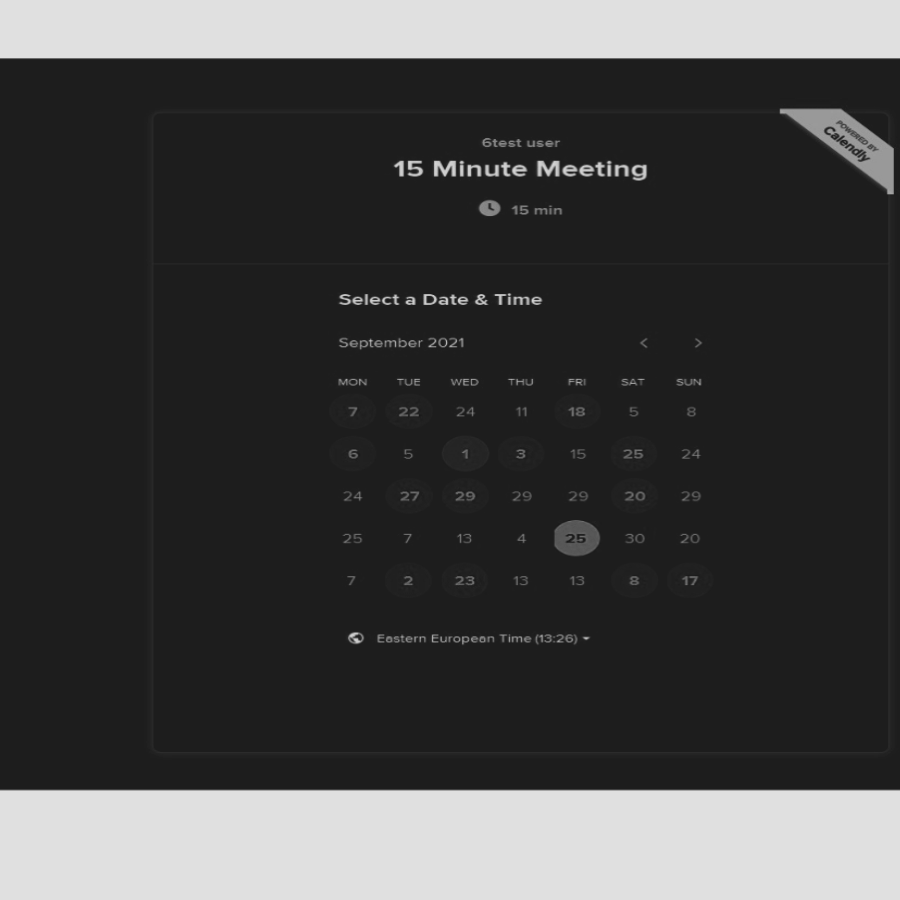 POWERED BY
Calendly
6test user
15 Minute Meeting
15 min
Select a Date & Time
September 2021
MON TUE WED THU FRI SAT SUN
7 22 24 11 18 5 8
6 5 1 3 15 25 24
24 27 29 29 29 20 29
25 7 13 4 25 30 20
7 2 23 13 13 8 17
Eastern European Time (13:26)